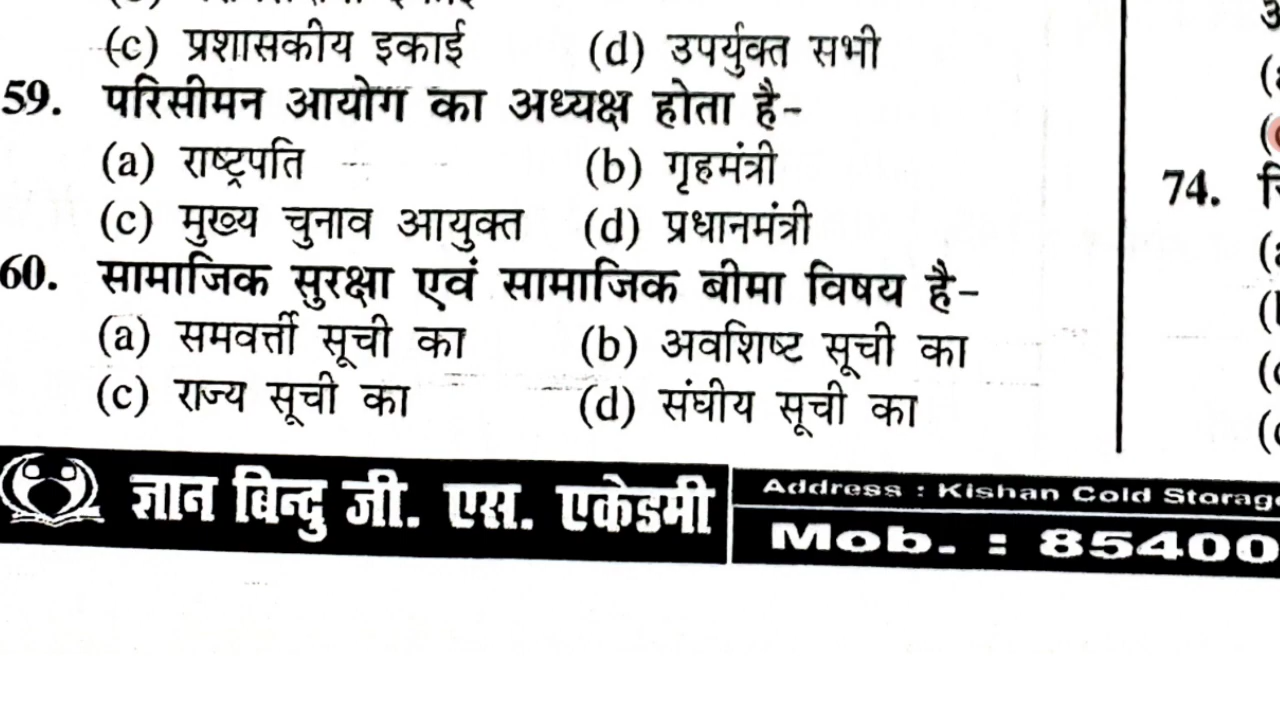 (c) प्रशासकीय इकाई (d) उपर्युक्त सभी
59. परिसीमन आयोग का अध्यक्ष होता है-
(a) राष्ट्रपति (b) गृहमंत्री
(c) मुख्य चुनाव आयुक्त (d) प्रधानमंत्री
60. सामाजिक सुरक्षा एवं सामाजिक बीमा विषय है-
(a) समवर्त्ती सूची का (b) अवशिष्ट सूची का
(c) राज्य सूची का (d) संघीय सूची का
74.
ज्ञान बिन्दु जी. एस. एकेडमी
Address : Kishan Cold Storag
Mob. : 85400